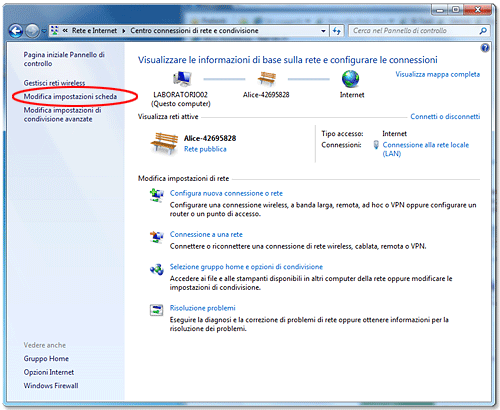 « Rete e Internet ▸ Centro connessioni di rete e condivisione
Cerca nel Pannello di controllo
Pagina iniziale Pannello di
controllo
Gestisci reti wireless
Modifica impostazioni scheda
Modifica impostazioni di
condivisione avanzate
Vedere anche
Gruppo Home
Opzioni Internet
Windows Firewall
Visualizzare le informazioni di base sulla rete e configurare le connessioni
Visualizza mappa completa
LABORATORIO02
(Questo computer)
Alice-42695828
Internet
Visualizza reti attive
Connetti o disconnetti
Alice-42695828
Rete pubblica
Tipo accesso: Internet
Connessioni: Connessione alla rete locale
(LAN)
Modifica impostazioni di rete
Configura nuova connessione o rete
Configurare una connessione wireless, a banda larga, remota, ad hoc o VPN oppure configurare un
router o un punto di accesso.
Connessione a una rete
Connettere o riconnettere una connessione di rete wireless, cablata, remota o VPN.
Selezione gruppo home e opzioni di condivisione
Accedere ai file e alle stampanti disponibili in altri computer della rete oppure modificare le
impostazioni di condivisione.
Risoluzione problemi
Eseguire la diagnosi e la correzione di problemi di rete oppure ottenere informazioni per la
risoluzione dei problemi.